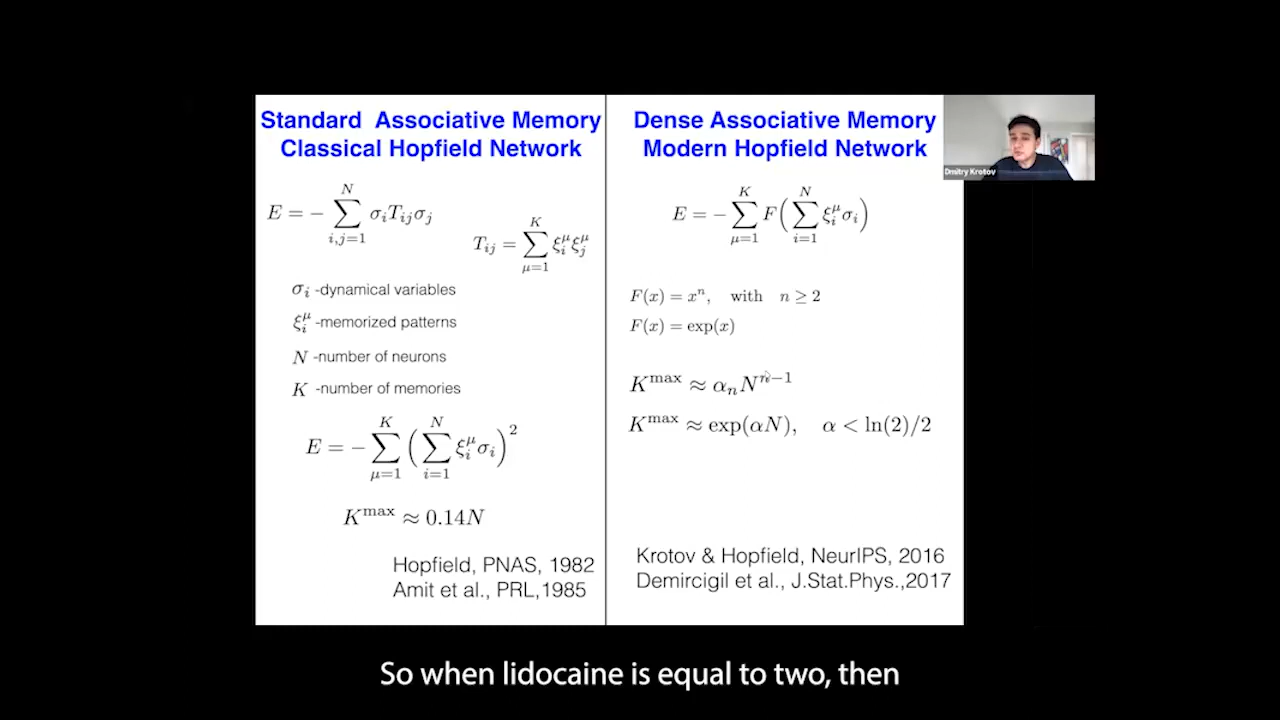 Standard Associative Memory
Classical Hopfield Network
E = − ∑_{i,j=1}^{N} σ_i T_{ij} σ_j
T_{ij} = ∑_{μ=1}^{K} ξ_i^μ ξ_j^μ
σ_i -dynamical variables
ξ_i^μ -memorized patterns
N -number of neurons
K -number of memories
E = − ∑_{μ=1}^{K} ( ∑_{i=1}^{N} ξ_i^μ σ_i )^2
K^max ≈ 0.14N
Hopfield, PNAS, 1982
Amit et al., PRL,1985
Dense Associative Memory
Modern Hopfield Network
E = − ∑_{μ=1}^{K} F( ∑_{i=1}^{N} ξ_i^μ σ_i )
F(x) = x^n, with n ≥ 2
F(x) = exp(x)
K^max ≈ α_n N^{n−1}
K^max ≈ exp(αN), α < ln(2)/2
Krotov & Hopfield, NeurIPS, 2016
Demircigil et al., J.Stat.Phys.,2017
Dmitry Krotov
So when lidocaine is equal to two, then